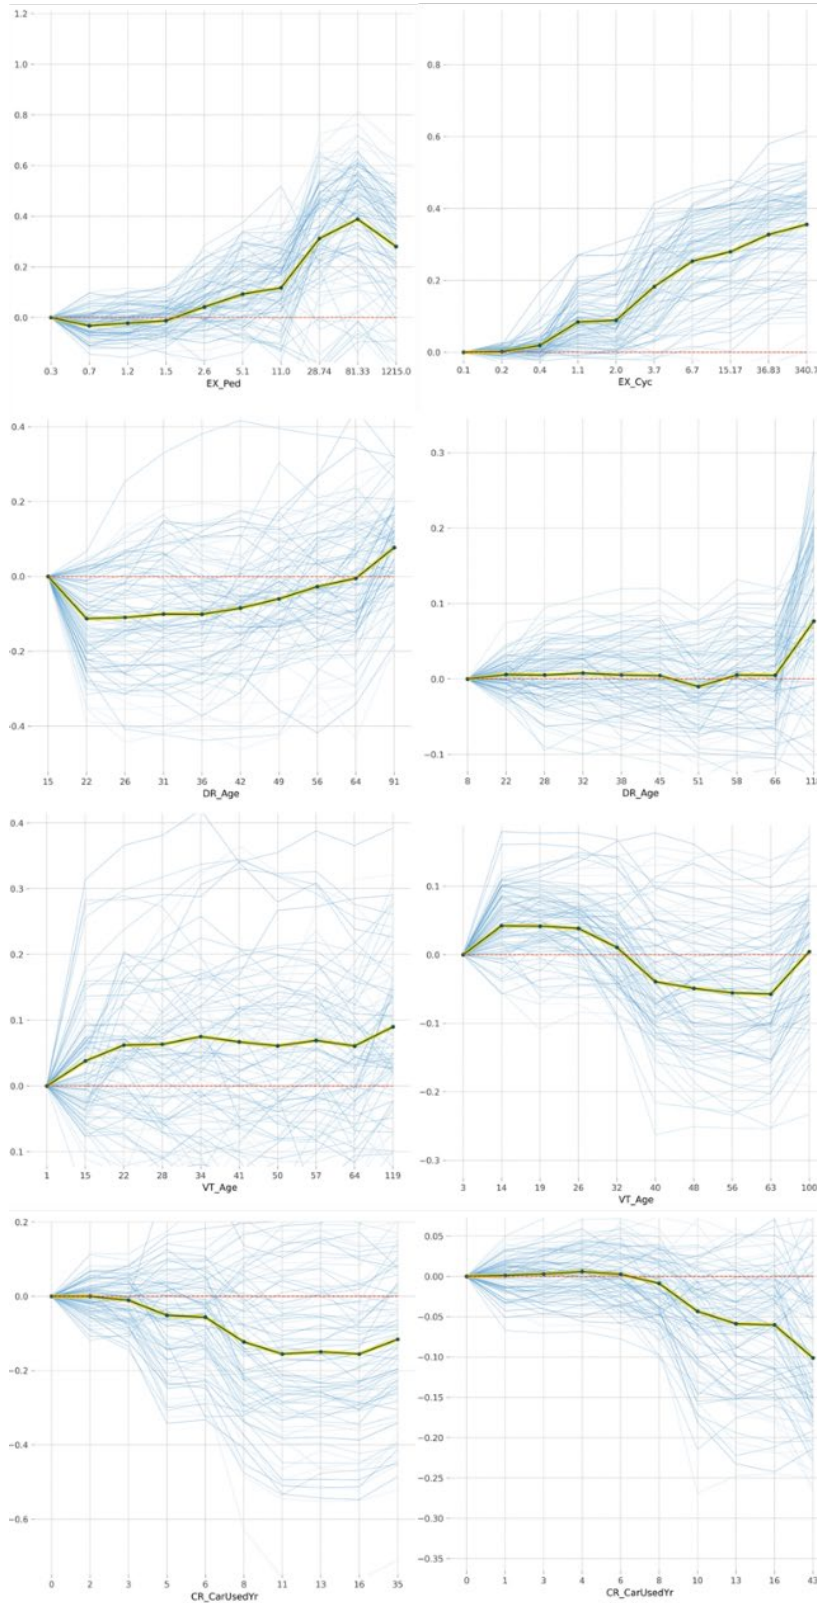 1.2
1.0
0.8
0.6
0.4
0.2
0.0
0.3 0.7 1.2 1.5 2.6 5.1 11.0 28.74 81.33 1215.0
EX_Ped
0.8
0.6
0.4
0.2
0.0
0.1 0.2 0.4 1.1 2.0 3.7 6.7 15.17 36.83 340.7
EX_Cyc
0.4
0.2
0.0
−0.2
−0.4
15 22 26 31 36 42 49 56 64 91
DR_Age
0.3
0.2
0.1
0.0
−0.1
8 22 28 32 38 45 51 58 66 118
DR_Age
0.4
0.3
0.2
0.1
0.0
0.1
1 15 22 28 34 41 50 57 64 119
VT_Age
0.1
0.0
−0.1
−0.2
−0.3
3 14 19 26 32 40 48 56 63 100
VT_Age
0.2
0.0
−0.2
−0.4
−0.6
0 2 3 5 6 8 11 13 16 35
CR_CarUsedYr
0.05
0.00
−0.05
−0.10
−0.15
−0.20
−0.25
−0.30
−0.35
0 1 3 4 6 8 10 13 16 43
CR_CarUsedYr